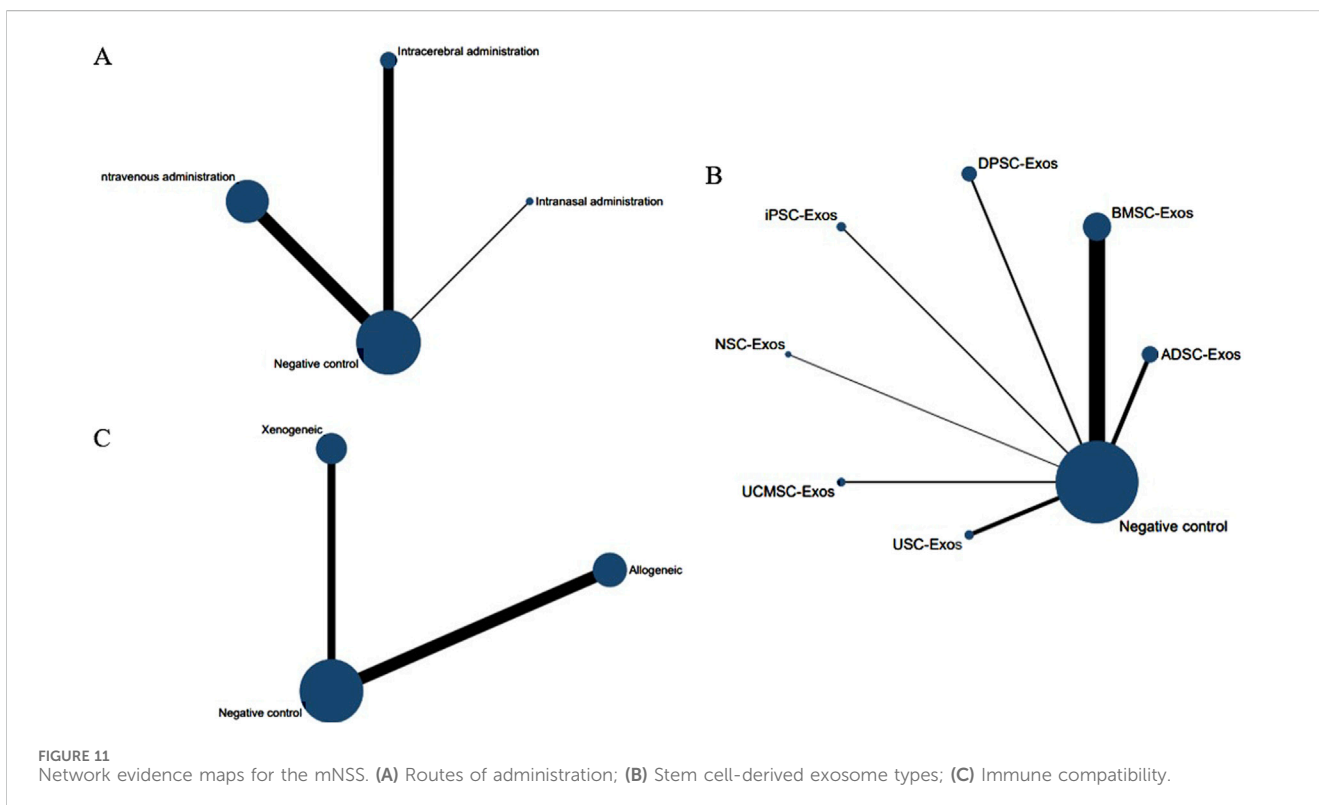 A
Intracerebral administration
ntravenous administration
Intranasal administration
Negative control
B
DPSC-Exos
BMSC-Exos
iPSC-Exos
NSC-Exos
ADSC-Exos
UCMSC-Exos
USC-Exos
Negative control
C
Xenogeneic
Allogeneic
Negative control
FIGURE 11
Network evidence maps for the mNSS. (A) Routes of administration; (B) Stem cell-derived exosome types; (C) Immune compatibility.